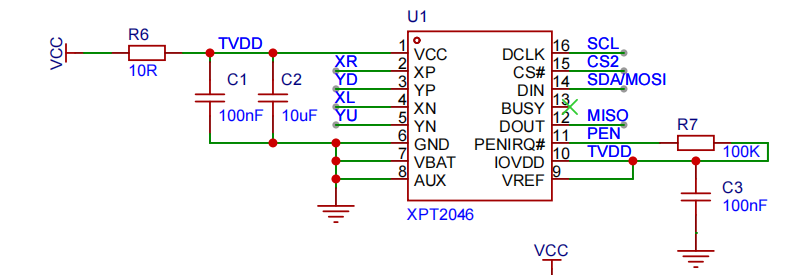 U1
VCC
R6
10R
TVDD
C1
100nF
C2
10uF
XR
YD
XL
YU
1 VCC
2 XP
3 YP
4 XN
5 YN
6 GND
7 VBAT
8 AUX
DCLK 16 SCL
CS# 15 CS2
DIN 14 SDA/MOSI
BUSY 13
DOUT 12 MISO
PENIRQ# 11 PEN
IOVDD 10 TVDD
VREF 9
XPT2046
R7
100K
C3
100nF
VCC